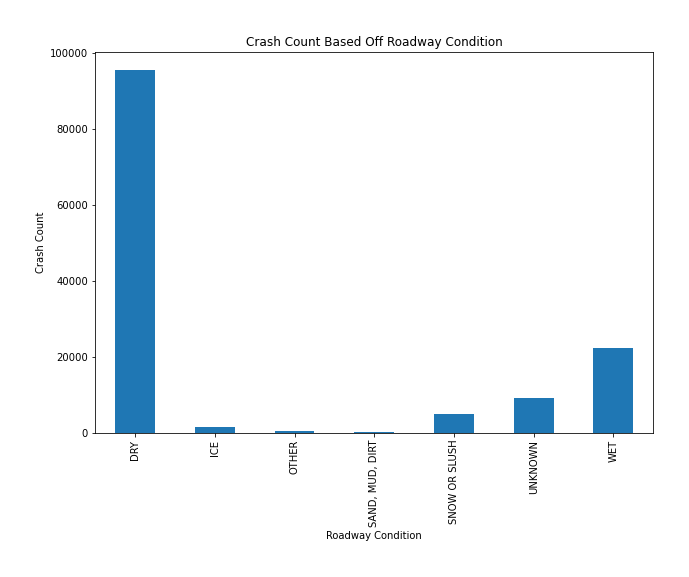 Crash Count Based Off Roadway Condition
100000
80000
60000
40000
20000
0
Crash Count
DRY
ICE
OTHER
SAND, MUD, DIRT
SNOW OR SLUSH
UNKNOWN
WET
Roadway Condition